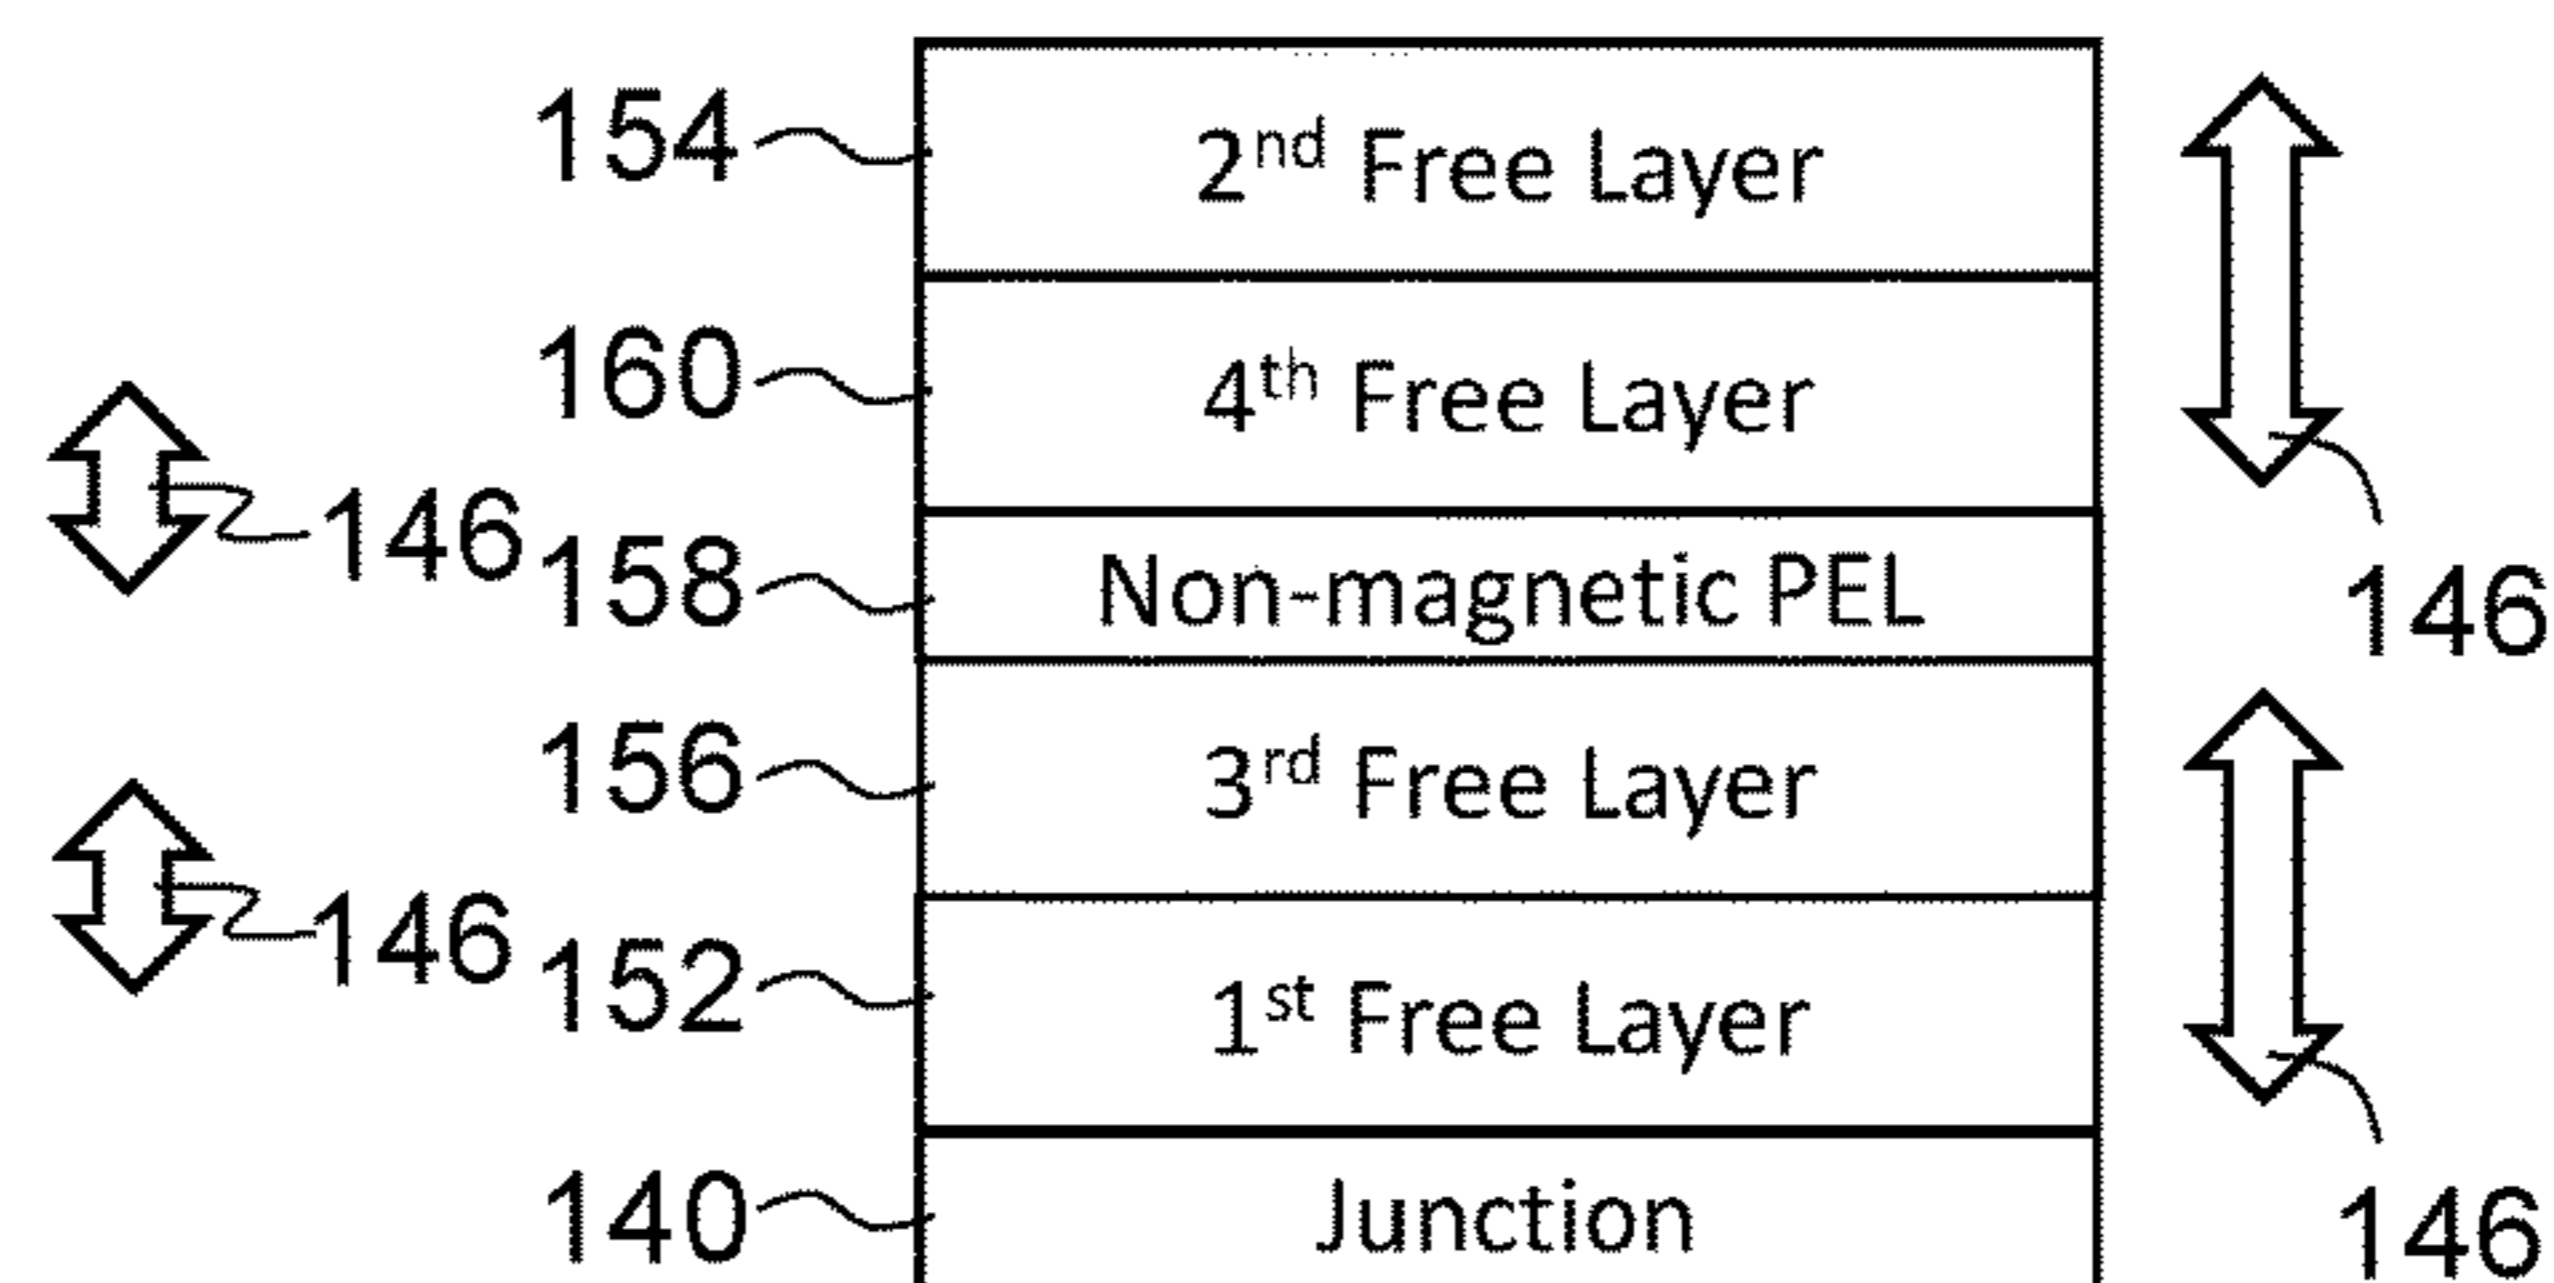 154 2nd Free Layer
160 4th Free Layer
146
158 Non-magnetic PEL
146
156 3rd Free Layer
146
152 1st Free Layer
140 Junction
146